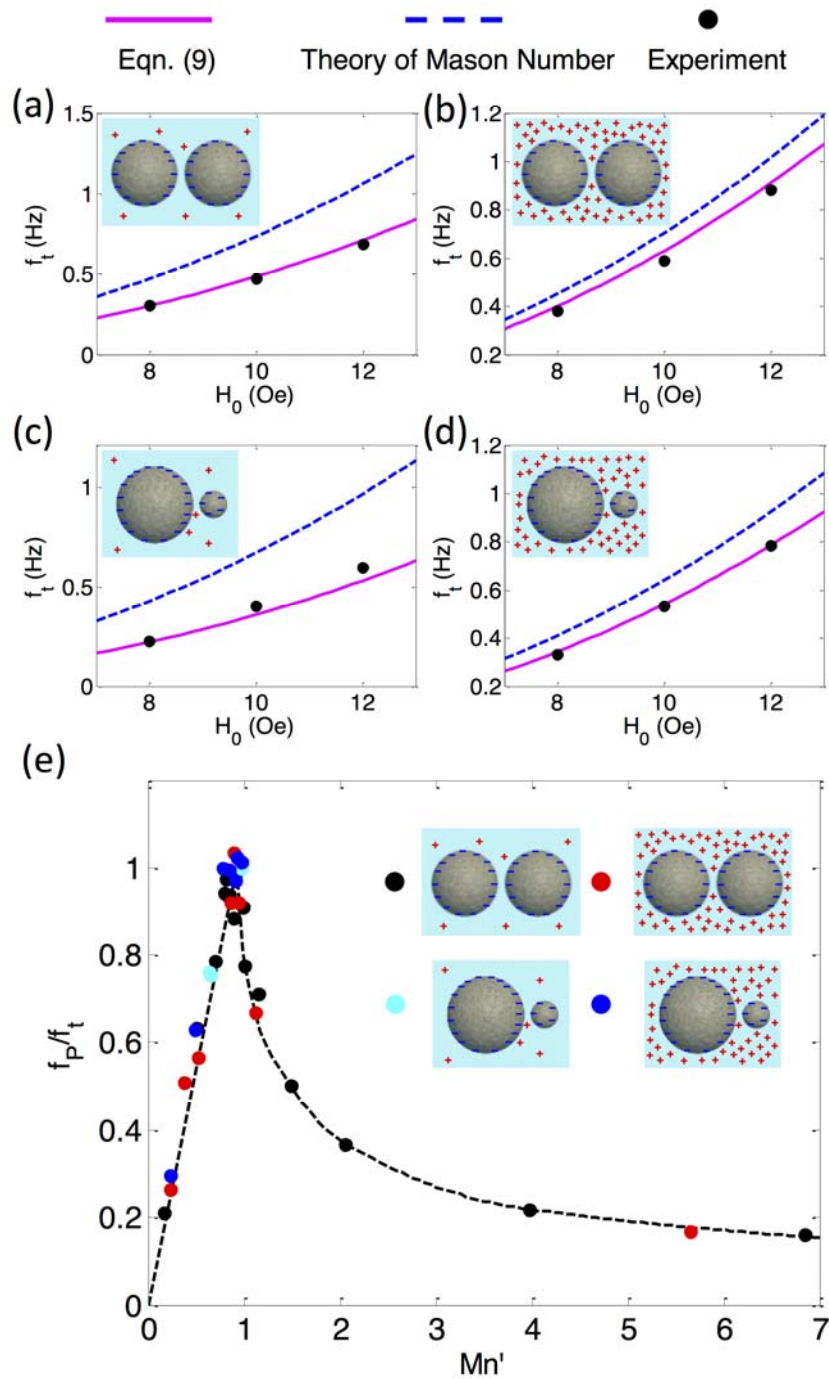 Eqn. (9) Theory of Mason Number Experiment
(a)
1.5
1
0.5
0
f_t (Hz)
8 10 12
H_0 (Oe)
(b)
1.2
1
0.8
0.6
0.4
0.2
f_t (Hz)
8 10 12
H_0 (Oe)
(c)
1
0.5
0
f_t (Hz)
8 10 12
H_0 (Oe)
(d)
1.2
1
0.8
0.6
0.4
0.2
f_t (Hz)
8 10 12
H_0 (Oe)
(e)
1
0.8
0.6
0.4
0.2
0
f_P/f_t
0 1 2 3 4 5 6 7
Mn'